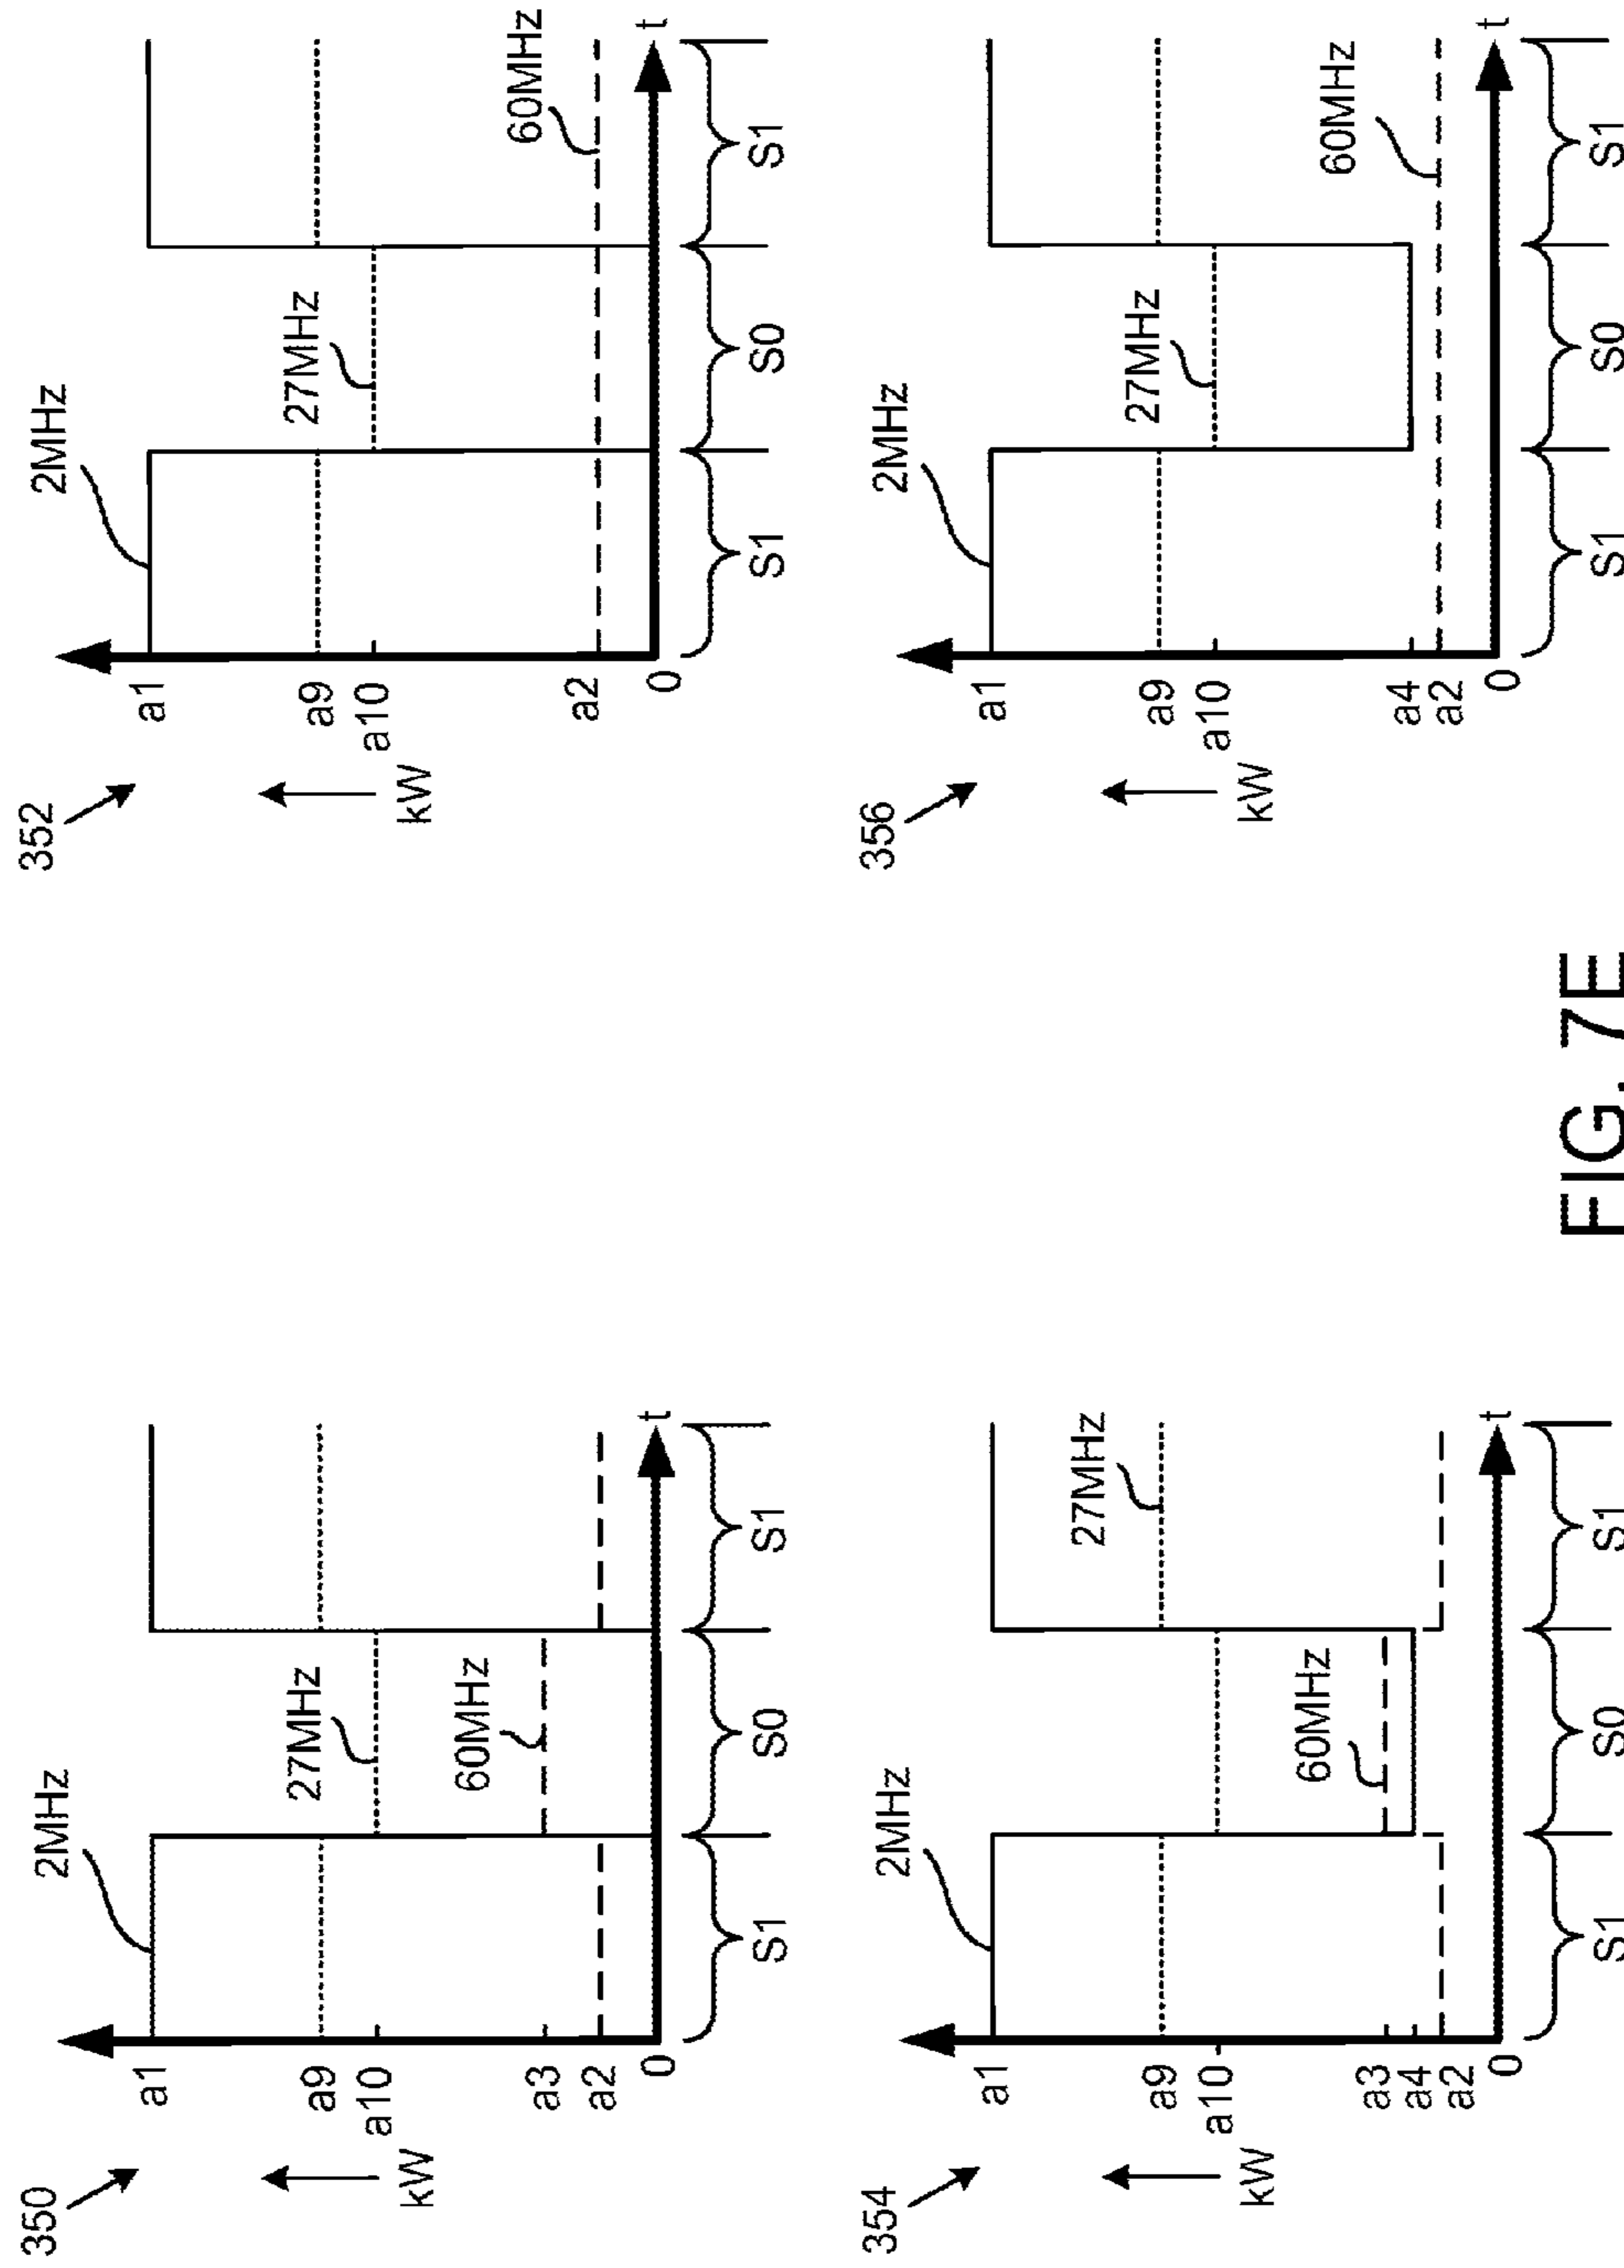 350
2MHz
a1
27MHz
a9
a10
60MHz
a3
a2
0
kW
t
S1 S0 S1
352
2MHz
a1
27MHz
a9
a10
60MHz
a2
0
kW
t
S1 S0 S1
354
2MHz
a1
27MHz
a9
a10
60MHz
a3
a4
a2
0
kW
t
S1 S0 S1
356
2MHz
a1
27MHz
a9
a10
60MHz
a4
a2
0
kW
t
S1 S0 S1
FIG. 7E